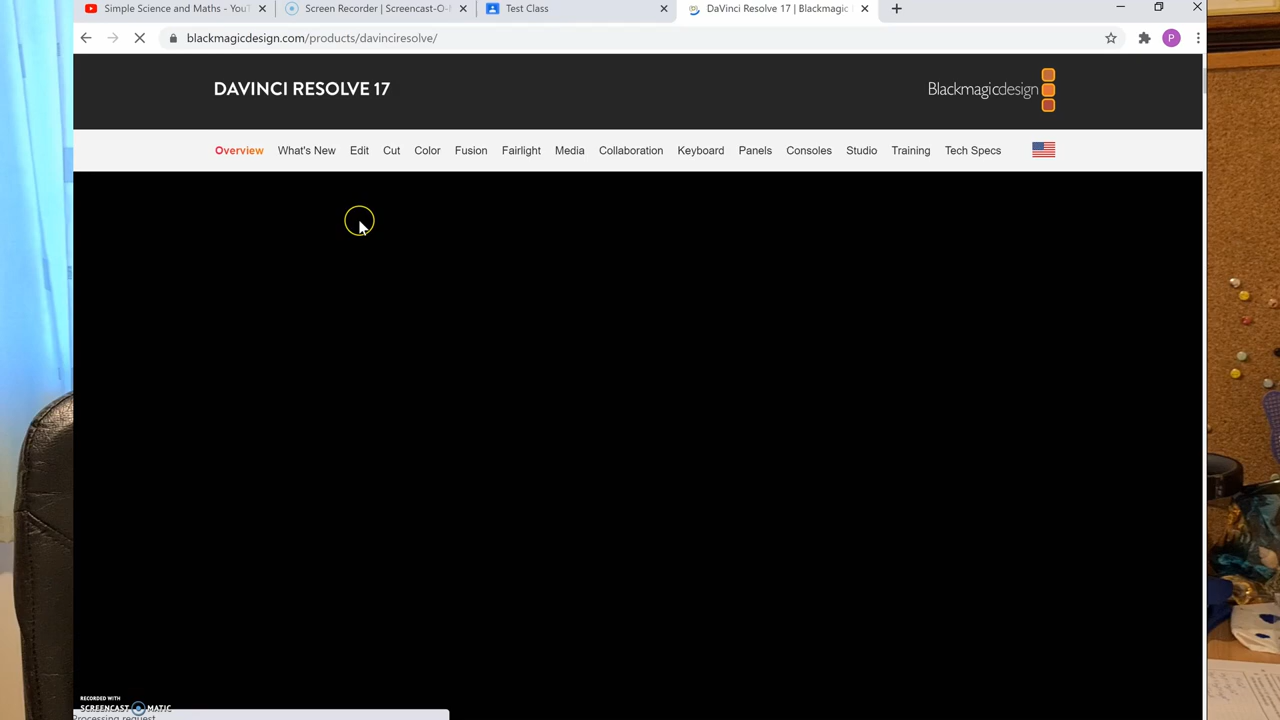 Simple Science and Maths - YouT
Screen Recorder | Screencast-O-
Test Class
DaVinci Resolve 17 | Blackmagic
blackmagicdesign.com/products/davinciresolve/
P
DAVINCI RESOLVE 17
Blackmagicdesign
Overview What's New Edit Cut Color Fusion Fairlight Media Collaboration Keyboard Panels Consoles Studio Training Tech Specs
RECORDED WITH
SCREENCAST MATIC
Processing request